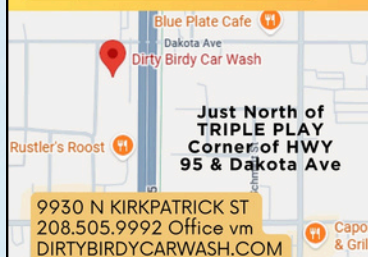 Blue Plate Cafe
Dakota Ave
Dirty Birdy Car Wash
Just North of
TRIPLE PLAY
Corner of HWY
95 & Dakota Ave
Rustler's Roost
9930 N KIRKPATRICK ST
208.505.9992 Office vm
DIRTYBIRDYCARWASH.COM
Capo
& Gril